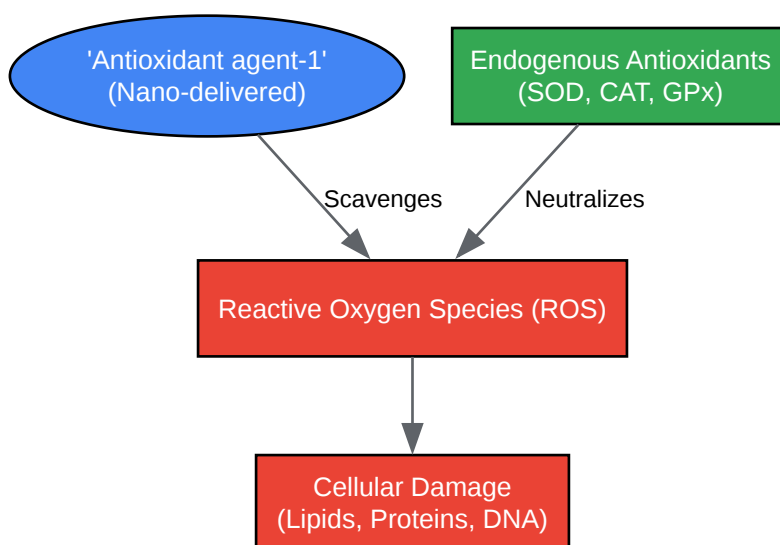 'Antioxidant agent-1'
(Nano-delivered)
Endogenous Antioxidants
(SOD, CAT, GPx)
Scavenges
Neutralizes
Reactive Oxygen Species (ROS)
Cellular Damage
(Lipids, Proteins, DNA)